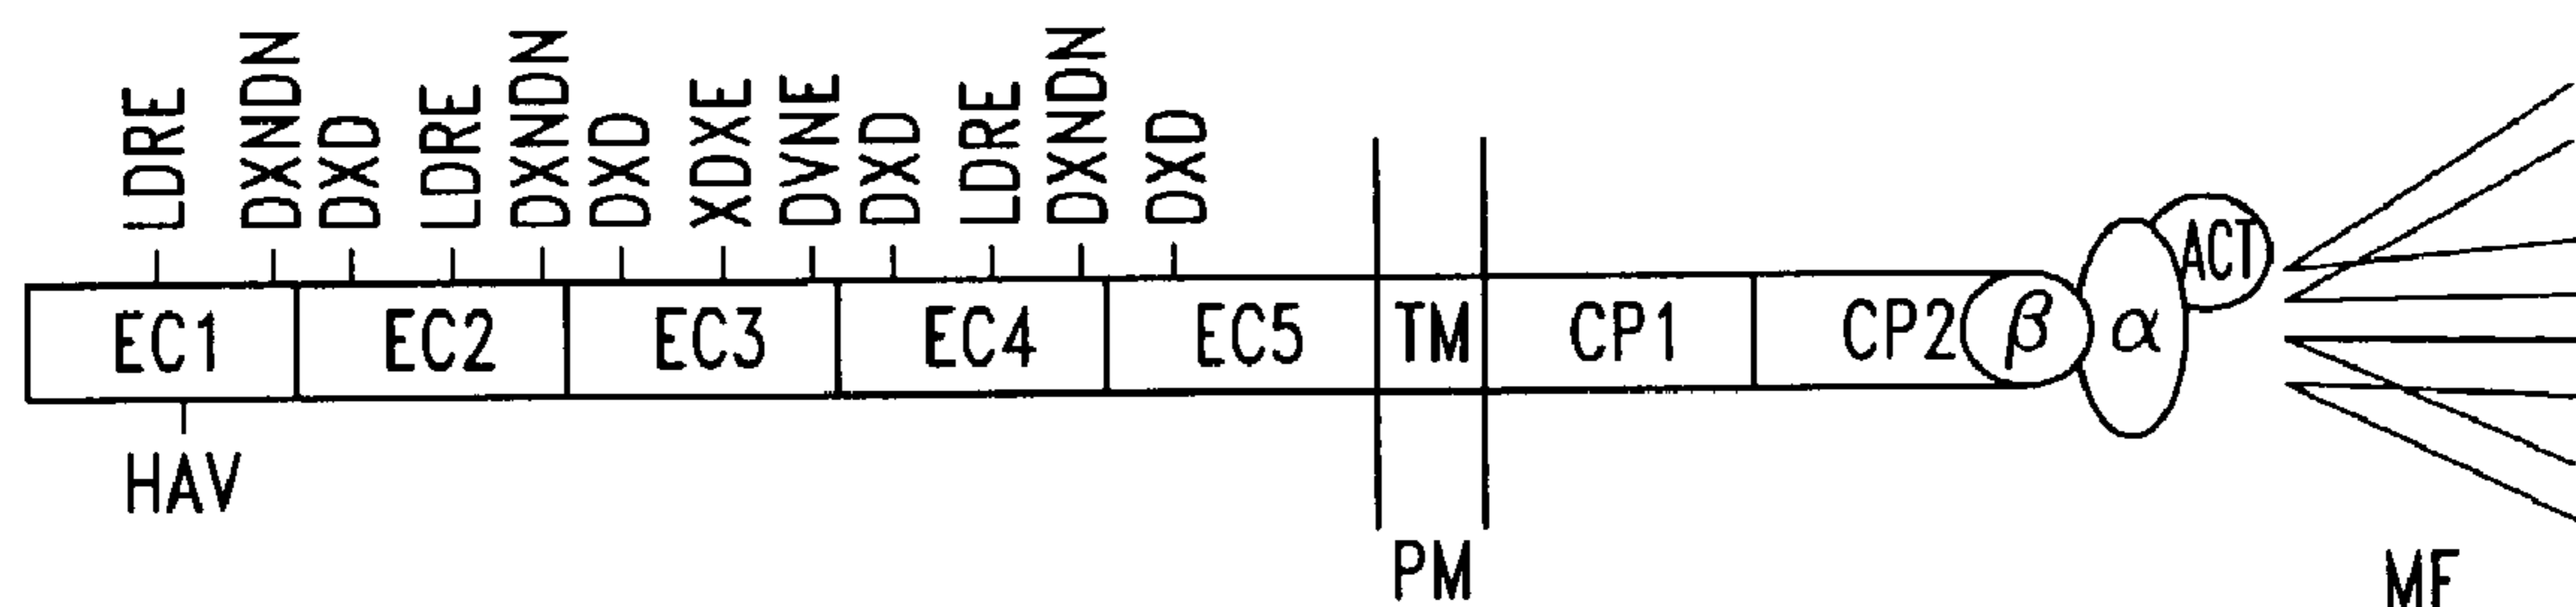 LDRE DXNDN DXD LDRE DXNDN DXD XDXE DVNE DXD LDRE DXNDN DXD
EC1 EC2 EC3 EC4 EC5 TM CP1 CP2 β α ACT
HAV
PM
MF